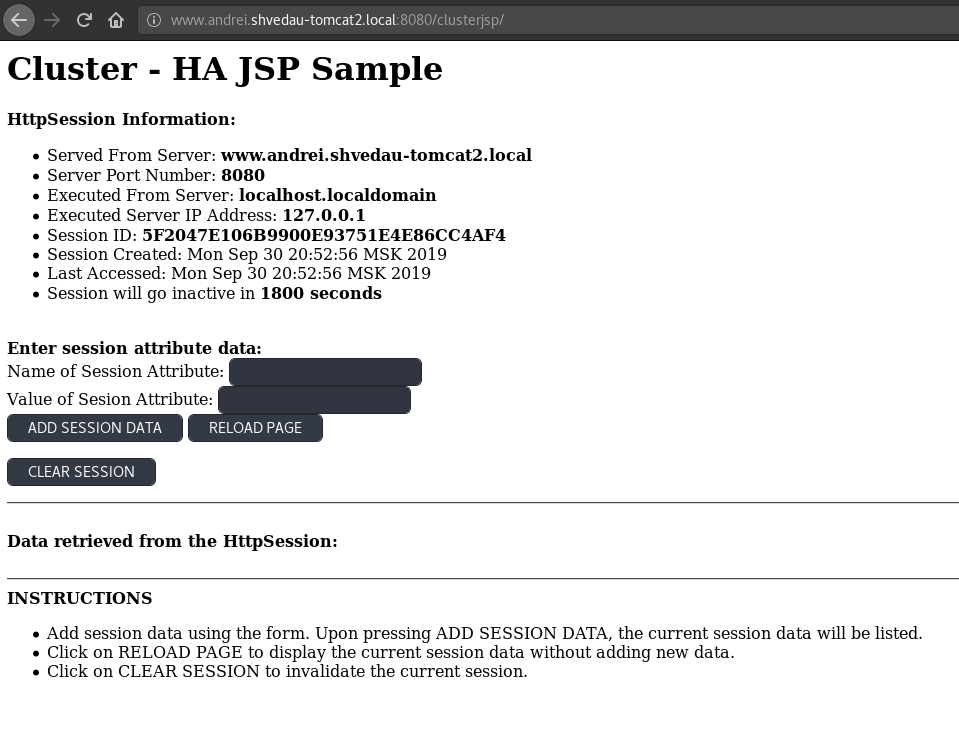 www.andrei.shvedau-tomcat2.local:8080/clusterjsp/
Cluster - HA JSP Sample
HttpSession Information:
• Served From Server: www.andrei.shvedau-tomcat2.local
• Server Port Number: 8080
• Executed From Server: localhost.localdomain
• Executed Server IP Address: 127.0.0.1
• Session ID: 5F2047E106B9900E93751E4E86CC4AF4
• Session Created: Mon Sep 30 20:52:56 MSK 2019
• Last Accessed: Mon Sep 30 20:52:56 MSK 2019
• Session will go inactive in 1800 seconds
Enter session attribute data:
Name of Session Attribute:
Value of Sesion Attribute:
ADD SESSION DATA RELOAD PAGE
CLEAR SESSION
Data retrieved from the HttpSession:
INSTRUCTIONS
• Add session data using the form. Upon pressing ADD SESSION DATA, the current session data will be listed.
• Click on RELOAD PAGE to display the current session data without adding new data.
• Click on CLEAR SESSION to invalidate the current session.